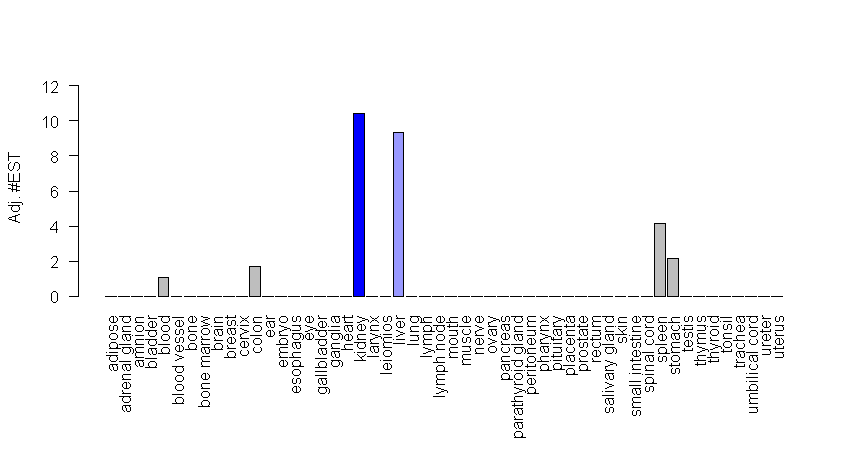 Adj. #EST
12
10
8
6
4
2
0
adipose
adrenal gland
amnion
bladder
blood
blood vessel
bone
bone marrow
brain
breast
cervix
colon
ear
embryo
esophagus
eye
gallbladder
ganglia
heart
kidney
larynx
leiomios
liver
lung
lymph
lymph node
mouth
muscle
nerve
ovary
pancreas
parathyroid gland
peritoneum
pharynx
pituitary
placenta
prostate
rectum
salivary gland
skin
small intestine
spinal cord
spleen
stomach
testis
thymus
thyroid
tonsil
trachea
umbilical cord
ureter
uterus